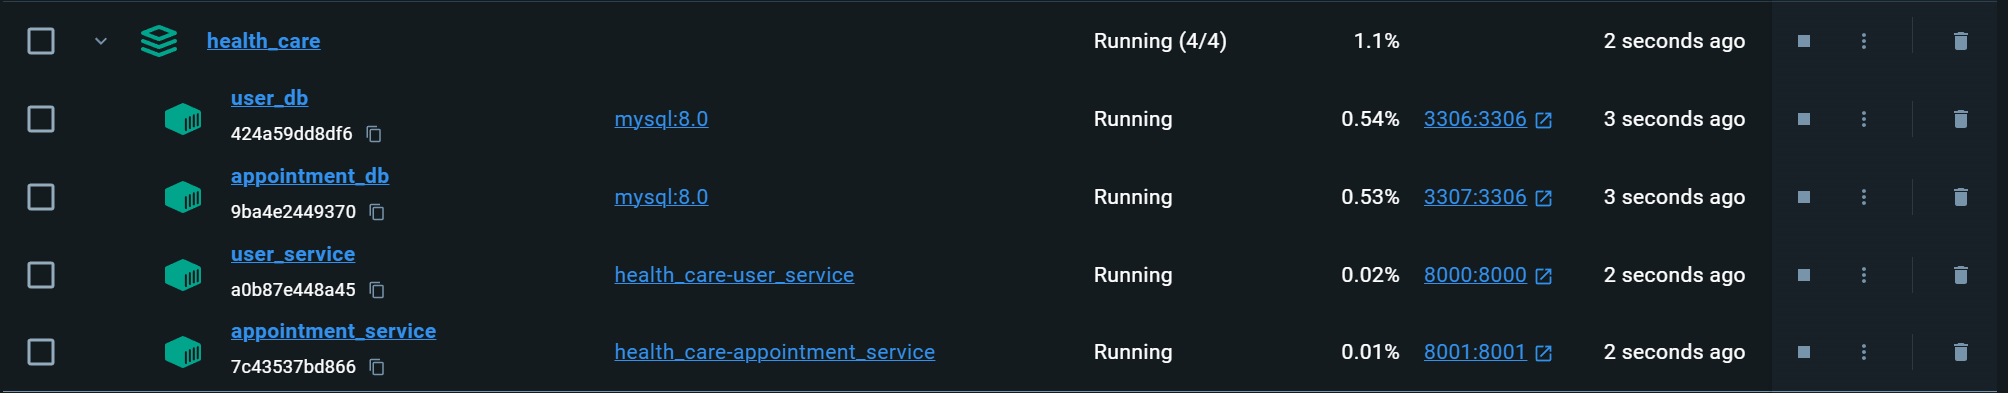 health_care Running (4/4) 1.1% 2 seconds ago
user_db
424a59dd8df6 mysql:8.0 Running 0.54% 3306:3306 3 seconds ago
appointment_db
9ba4e2449370 mysql:8.0 Running 0.53% 3307:3306 3 seconds ago
user_service
a0b87e448a45 health_care-user_service Running 0.02% 8000:8000 2 seconds ago
appointment_service
7c43537bd866 health_care-appointment_service Running 0.01% 8001:8001 2 seconds ago